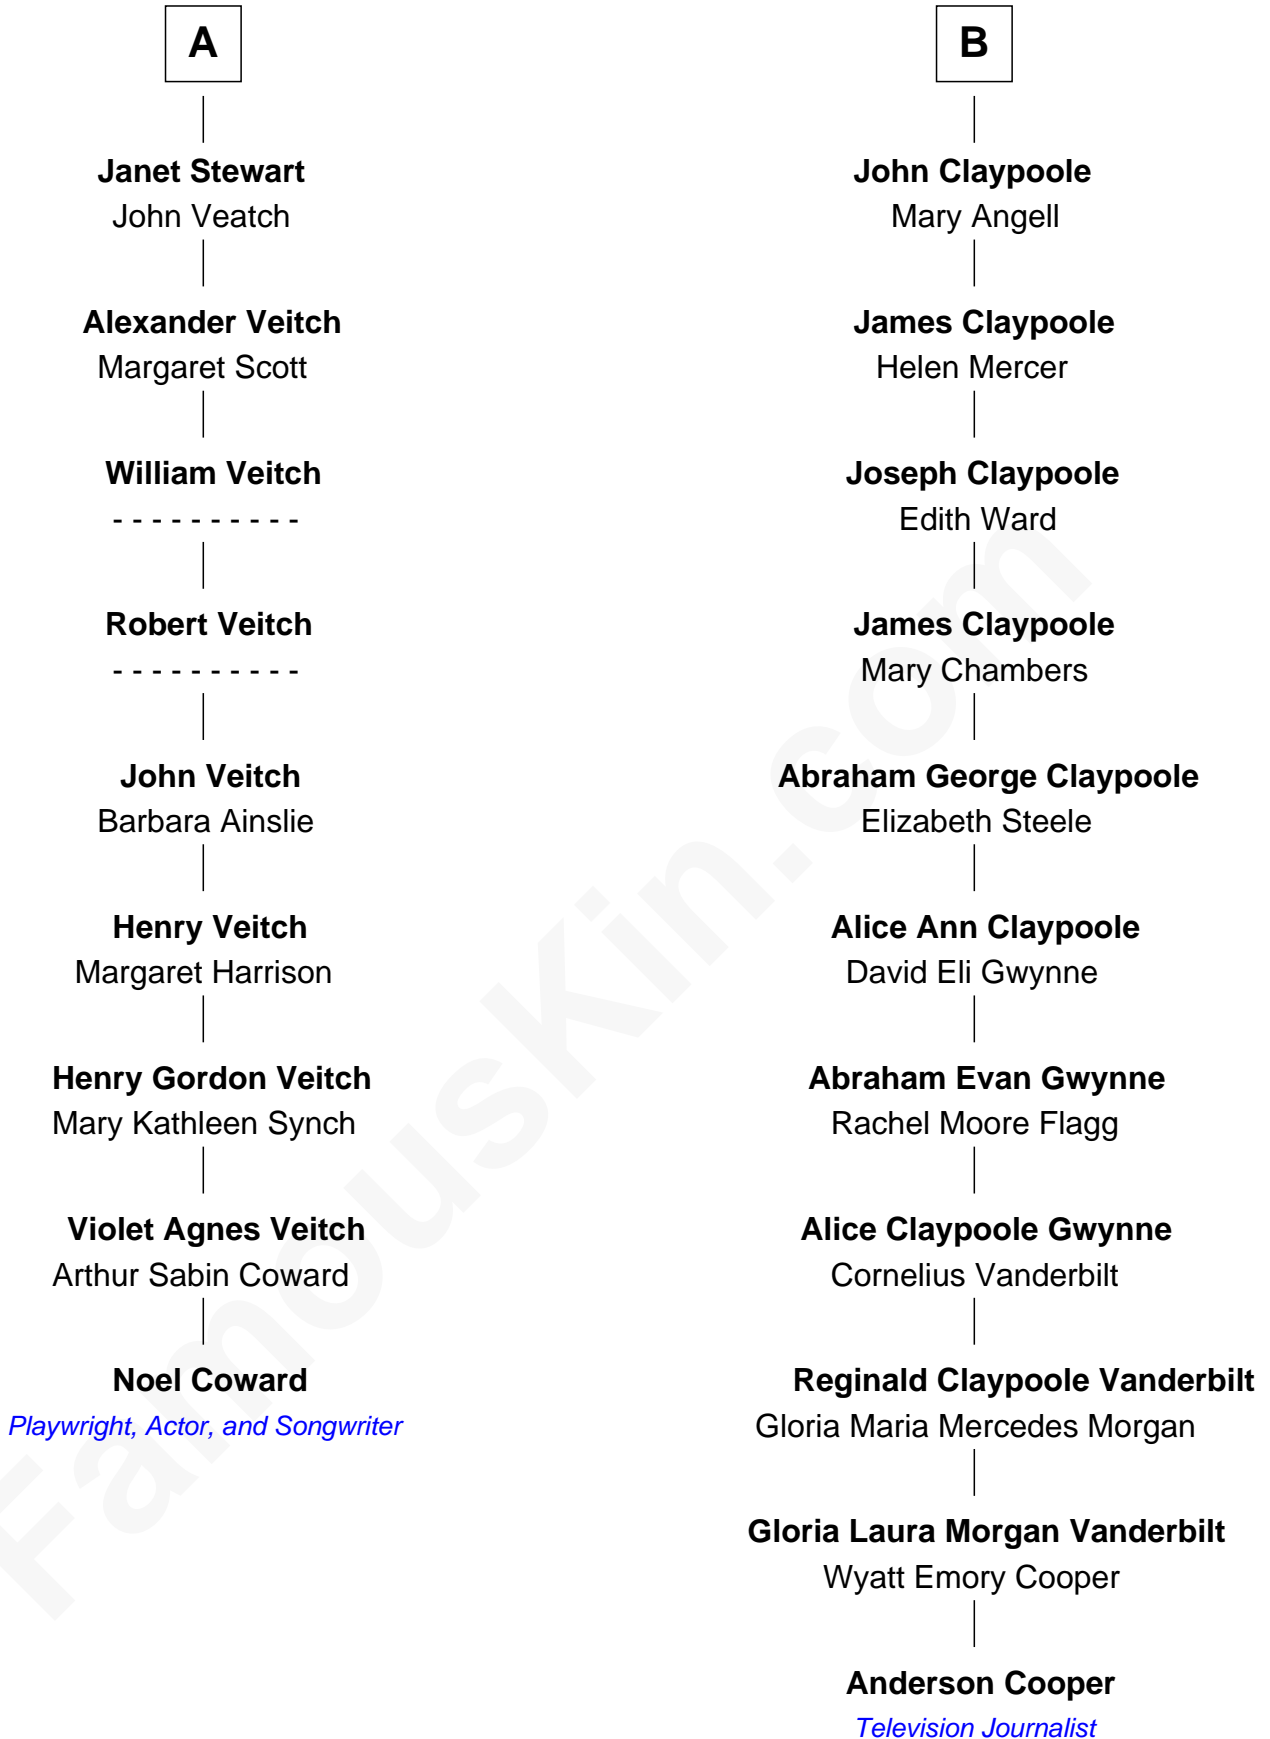 A
Janet Stewart
John Veatch
Alexander Veitch
Margaret Scott
William Veitch
- - - - - - - - - -
Robert Veitch
- - - - - - - - - -
John Veitch
Barbara Ainslie
Henry Veitch
Margaret Harrison
Henry Gordon Veitch
Mary Kathleen Synch
Violet Agnes Veitch
Arthur Sabin Coward
Noel Coward
Playwright, Actor, and Songwriter
B
John Claypoole
Mary Angell
James Claypoole
Helen Mercer
Joseph Claypoole
Edith Ward
James Claypoole
Mary Chambers
Abraham George Claypoole
Elizabeth Steele
Alice Ann Claypoole
David Eli Gwynne
Abraham Evan Gwynne
Rachel Moore Flagg
Alice Claypoole Gwynne
Cornelius Vanderbilt
Reginald Claypoole Vanderbilt
Gloria Maria Mercedes Morgan
Gloria Laura Morgan Vanderbilt
Wyatt Emory Cooper
Anderson Cooper
Television Journalist
FamousKin.com